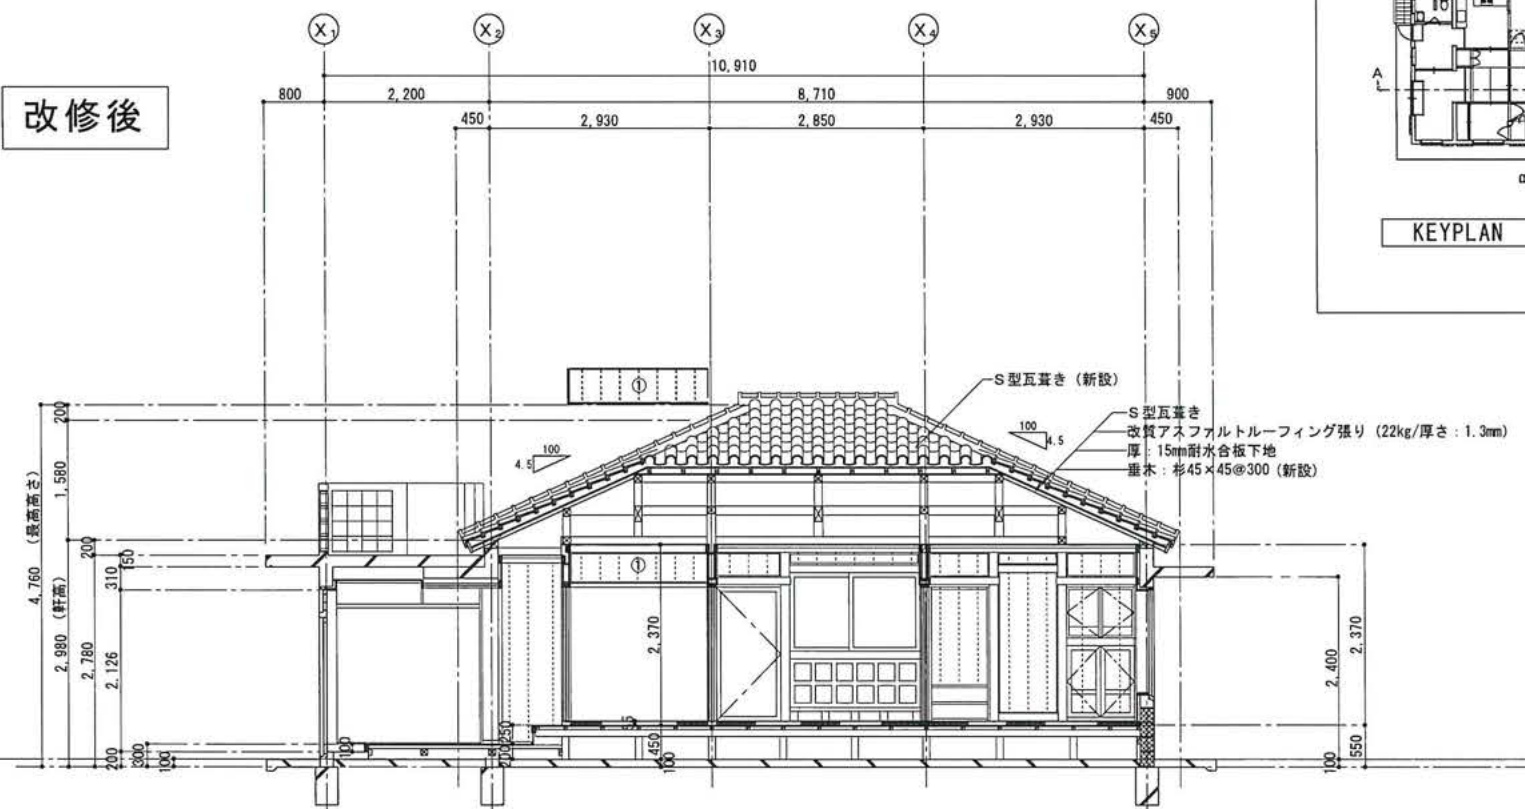 X1 X2 X3 X4 X5
10,910
800 2,200 8,710 900
450 2,930 2,850 2,930 450
改修後
A
KEYPLAN
①
S型瓦葺き（新設）
S型瓦葺き
改質アスファルトルーフィング張り（22kg/厚さ：1.3mm）
厚：15mm耐水合板下地
垂木：杉45×45@300（新設）
100
4.5
100
4.5
4,760（最高高さ）
200
1,580
2,980（軒高）
200
2,780
150
310
2,126
200
300
100
100
①
2,370
250
200
55
450
100
2,400
100
2,370
550